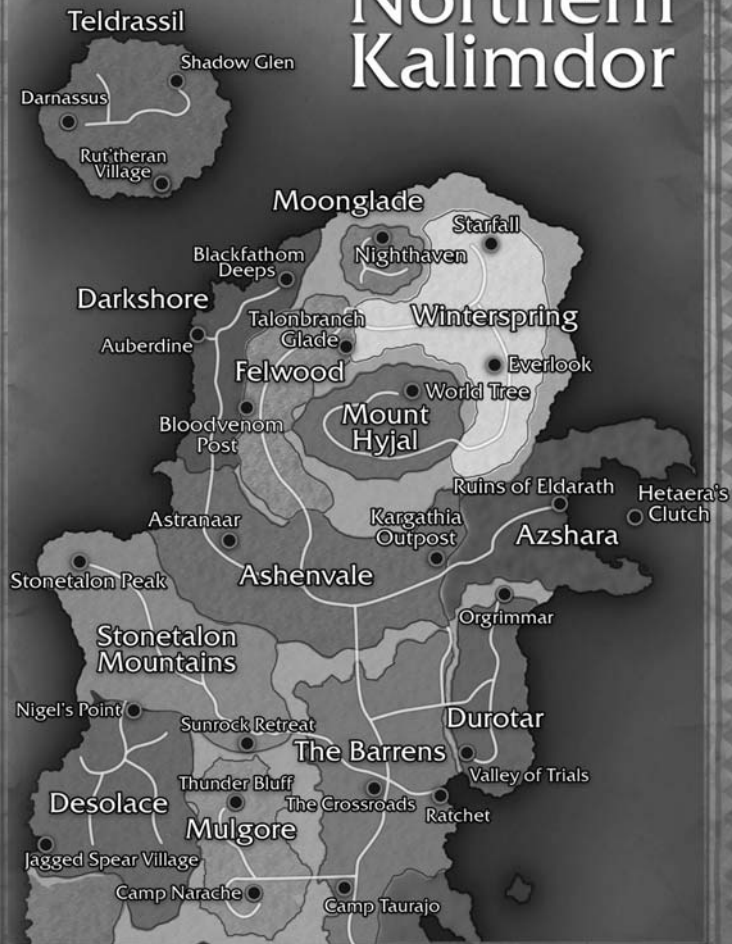 Northern
Kalimdor
Teldrassil
Shadow Glen
Darnassus
Rut'theran
Village
Moonglade
Starfall
Nighthaven
Blackfathom
Deeps
Darkshore
Talonbranch
Glade
Winterspring
Auberdine
Felwood
Everlook
World Tree
Mount
Hyjal
Bloodvenom
Post
Ruins of Eldarath
Hetaera's
Clutch
Astranaar
Kargathia
Outpost
Azshara
Stonetalon Peak
Ashenvale
Orgrimmar
Stonetalon
Mountains
Nigel's Point
Sunrock Retreat
Durotar
The Barrens
Valley of Trials
Thunder Bluff
Desolace
The Crossroads
Ratchet
Mulgore
Jagged Spear Village
Camp Narache
Camp Taurajo